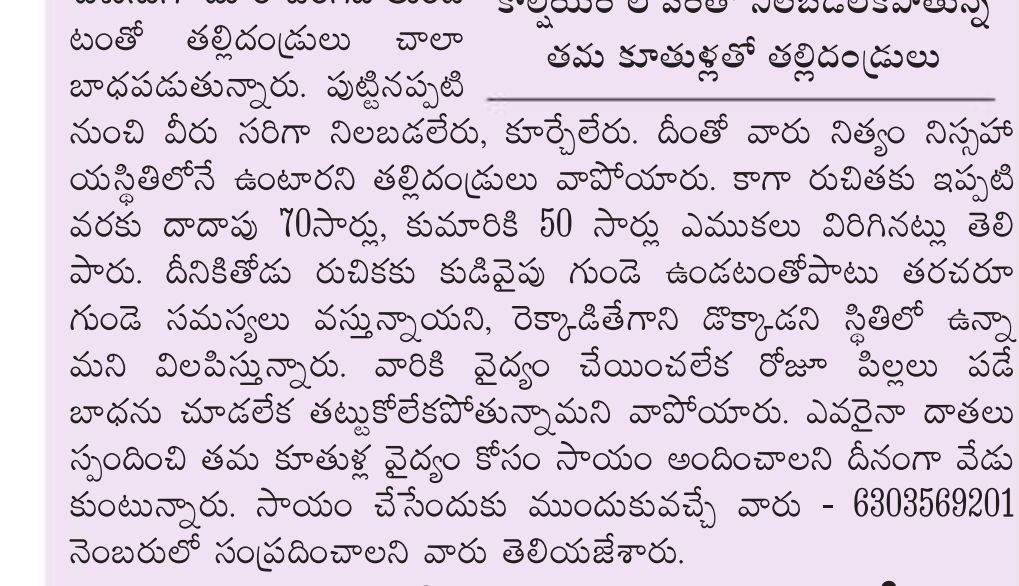 టంతో తల్లిదండ్రులు చాలా
బాధపడుతున్నారు. పుట్టినప్పటి
తమ కూతుళ్లతో తల్లిదండ్రులు
నుంచి వీరు సరిగా నిలబడలేరు, కూర్చేలేరు. దీంతో వారు నిత్యం నిస్సహా
యస్థితిలోనే ఉంటారని తల్లిదండ్రులు వాపోయారు. కాగా రుచితకు ఇప్పటి
వరకు దాదాపు 70సార్లు, కుమారికి 50 సార్లు ఎముకలు విరిగినట్లు తెలి
పారు. దీనికితోడు రుచికకు కుడివైపు గుండె ఉండటంతోపాటు తరచరూ
గుండె సమస్యలు వస్తున్నాయని, రెక్కాడితేగాని డొక్కాడని స్థితిలో ఉన్నా
మని విలపిస్తున్నారు. వారికి వైద్యం చేయించలేక రోజూ పిల్లలు పడే
బాధను చూడలేక తట్టుకోలేకపోతున్నామని వాపోయారు. ఎవరైనా దాతలు
స్పందించి తమ కూతుళ్ల వైద్యం కోసం సాయం అందించాలని దీనంగా వేడు
కుంటున్నారు. సాయం చేసేందుకు ముందుకువచ్చే వారు - 6303569201
నెంబరులో సంప్రదించాలని వారు తెలియజేశారు.